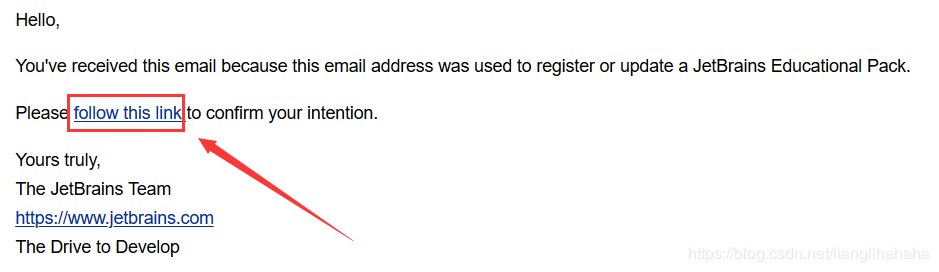 Hello,
You've received this email because this email address was used to register or update a JetBrains Educational Pack.
Please follow this link to confirm your intention.
Yours truly,
The JetBrains Team
https://www.jetbrains.com
The Drive to Develop
https://blog.csdn.net/liangllhahaha